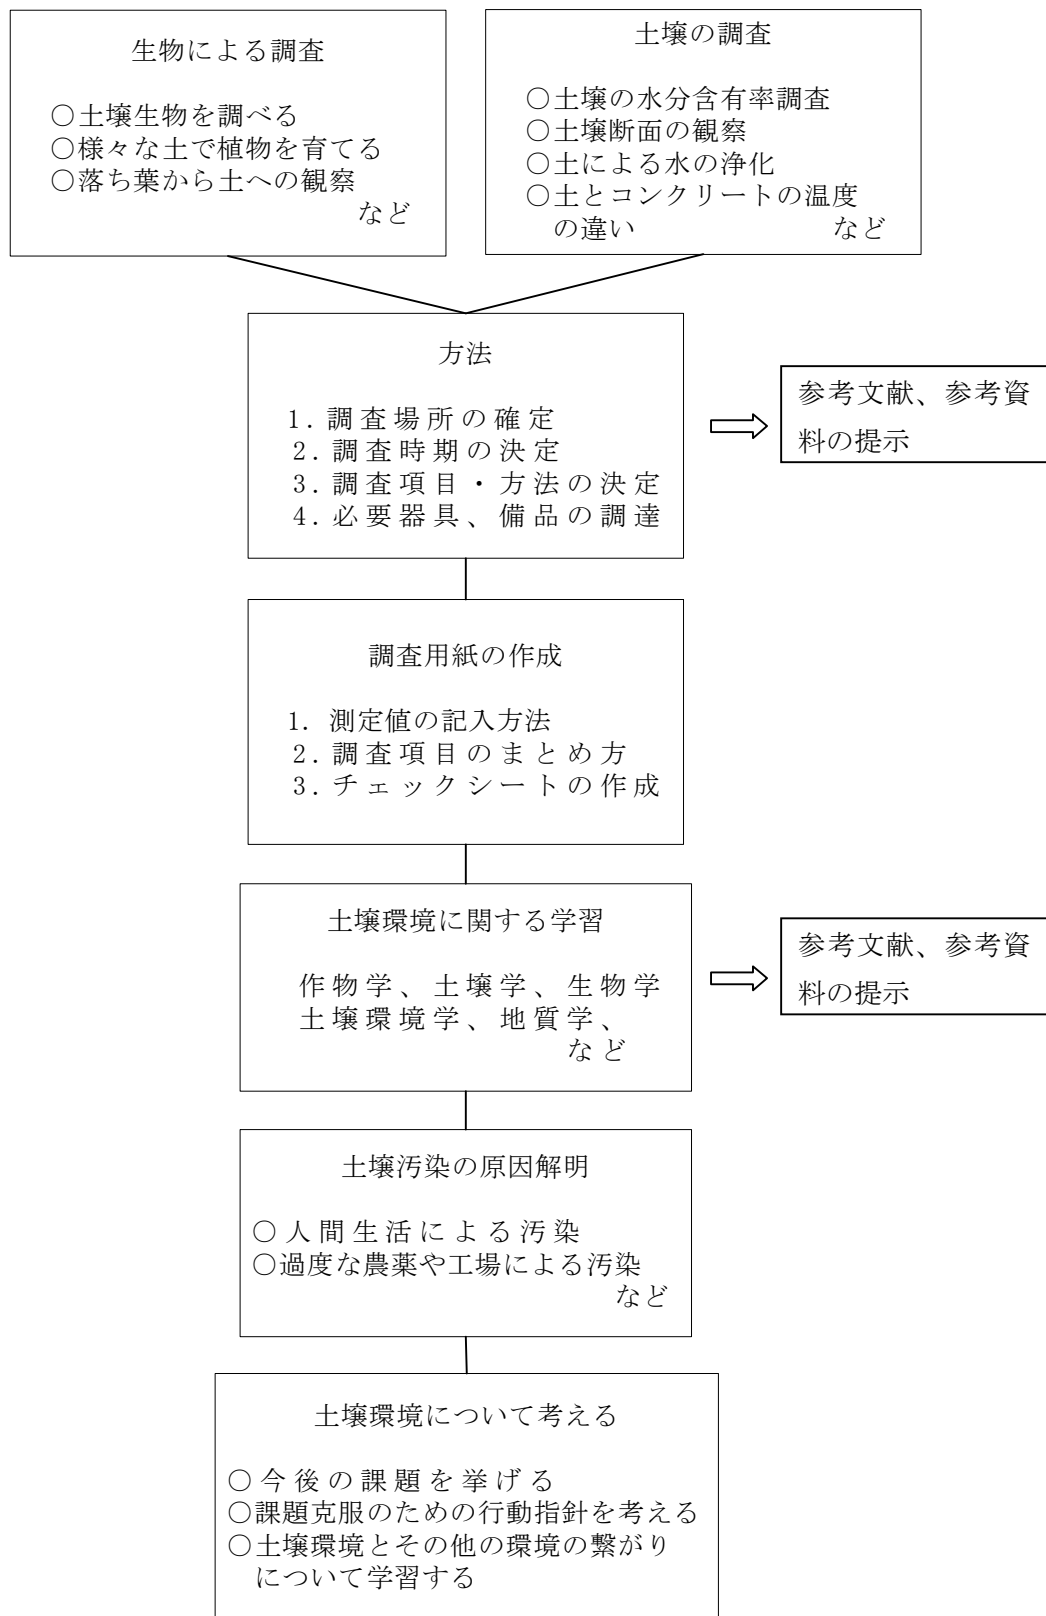 生物による調査
○土壌生物を調べる
○様々な土で植物を育てる
○落ち葉から土への観察
など
土壌の調査
○土壌の水分含有率調査
○土壌断面の観察
○土による水の浄化
○土とコンクリートの温度
の違い　など
方法
1. 調査場所の確定
2. 調査時期の決定
3. 調査項目・方法の決定
4. 必要器具、備品の調達
参考文献、参考資
料の提示
調査用紙の作成
1. 測定値の記入方法
2. 調査項目のまとめ方
3. チェックシートの作成
土壌環境に関する学習
作物学、土壌学、生物学
土壌環境学、地質学、
など
参考文献、参考資
料の提示
土壌汚染の原因解明
○人間生活による汚染
○過度な農薬や工場による汚染
など
土壌環境について考える
○今後の課題を挙げる
○課題克服のための行動指針を考える
○土壌環境とその他の環境の繋がり
について学習する